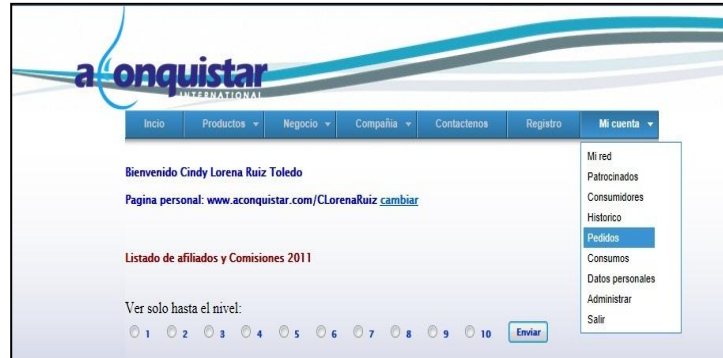 aconquistar
INTERNATIONAL
Incio Productos Negocio Compañia Contactenos Registro Mi cuenta
Mi red
Patrocinados
Consumidores
Historico
Pedidos
Consumos
Datos personales
Administrar
Salir
Bienvenido Cindy Lorena Ruiz Toledo
Pagina personal: www.aconquistar.com/CLorenaRuiz cambiar
Listado de afiliados y Comisiones 2011
Ver solo hasta el nivel:
1 2 3 4 5 6 7 8 9 10 Enviar